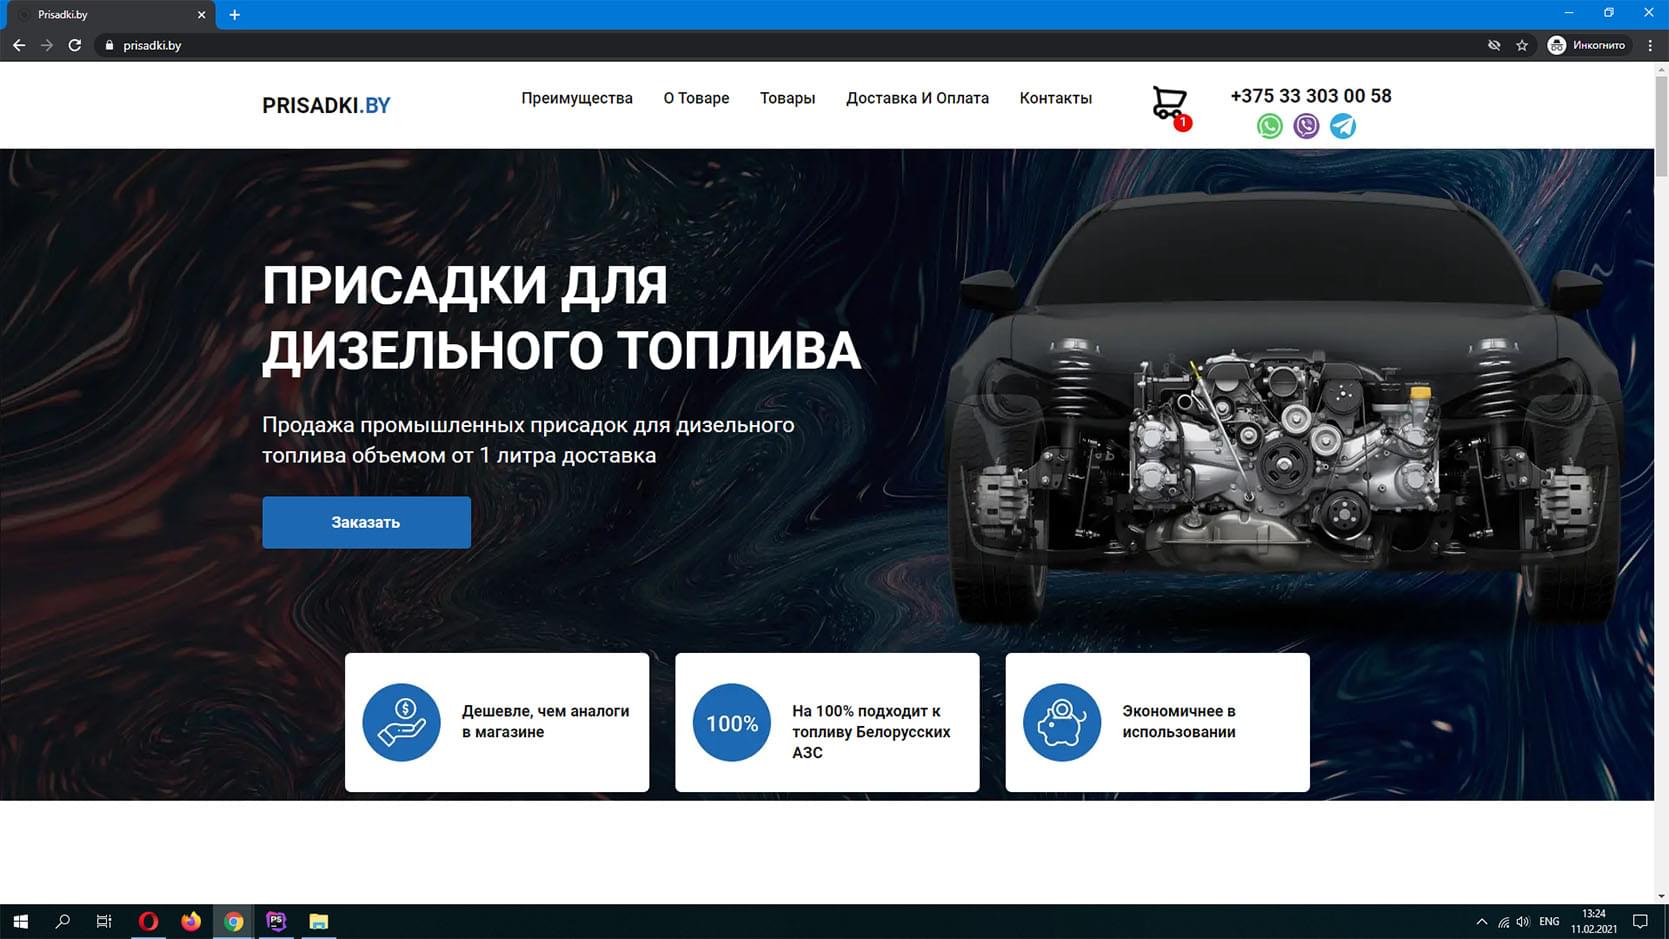 Prisadki.by
prisadki.by
Инкогнито
PRISADKI.BY
Преимущества
О Товаре
Товары
Доставка И Оплата
Контакты
1
+375 33 303 00 58
ПРИСАДКИ ДЛЯ
ДИЗЕЛЬНОГО ТОПЛИВА
Продажа промышленных присадок для дизельного
топлива объемом от 1 литра доставка
Заказать
$
Дешевле, чем аналоги
в магазине
100%
На 100% подходит к
топливу Белорусских
АЗС
Экономичнее в
использовании
PS
ENG
13:24
11.02.2021